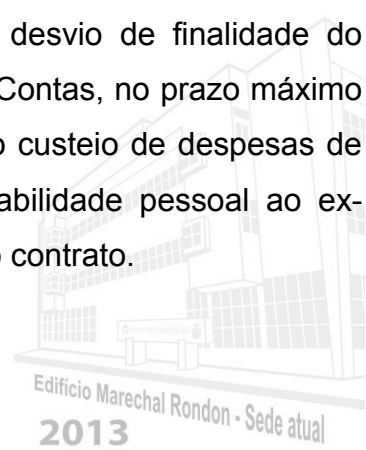 desvio de finalidade do
Contas, no prazo máximo
o custeio de despesas de
abilidade pessoal ao ex-
o contrato.
Edifício Marechal Rondon - Sede atual
2013